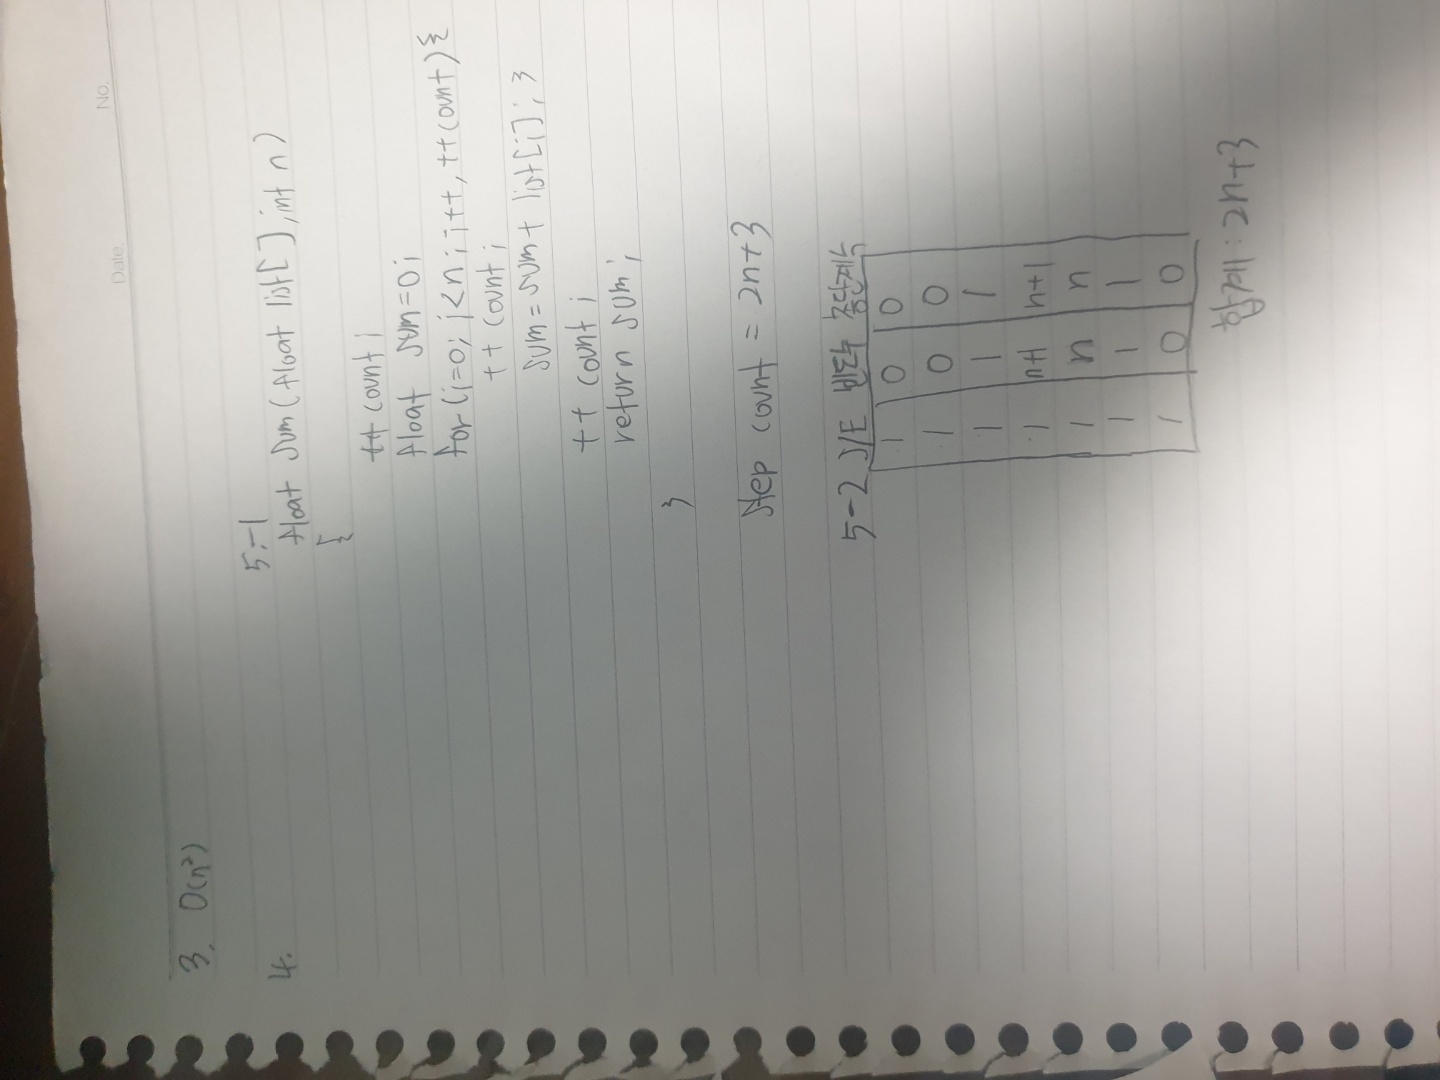 No.
Date.
3. O(n²)
4.
5.-1
float sum(float list[], int n)
{
++ count;
float sum=0;
for(i=0; i<n; i++, ++count){
++ count;
sum = sum + list[i]; }
++ count;
return sum;
}
step count = 2n+3
5-2 s/E 빈도수 총단계수
1 0 0
1 0 0
1 1 1
1 n+1 n+1
1 n n
1 1 1
1 0 0
합계: 2n+3